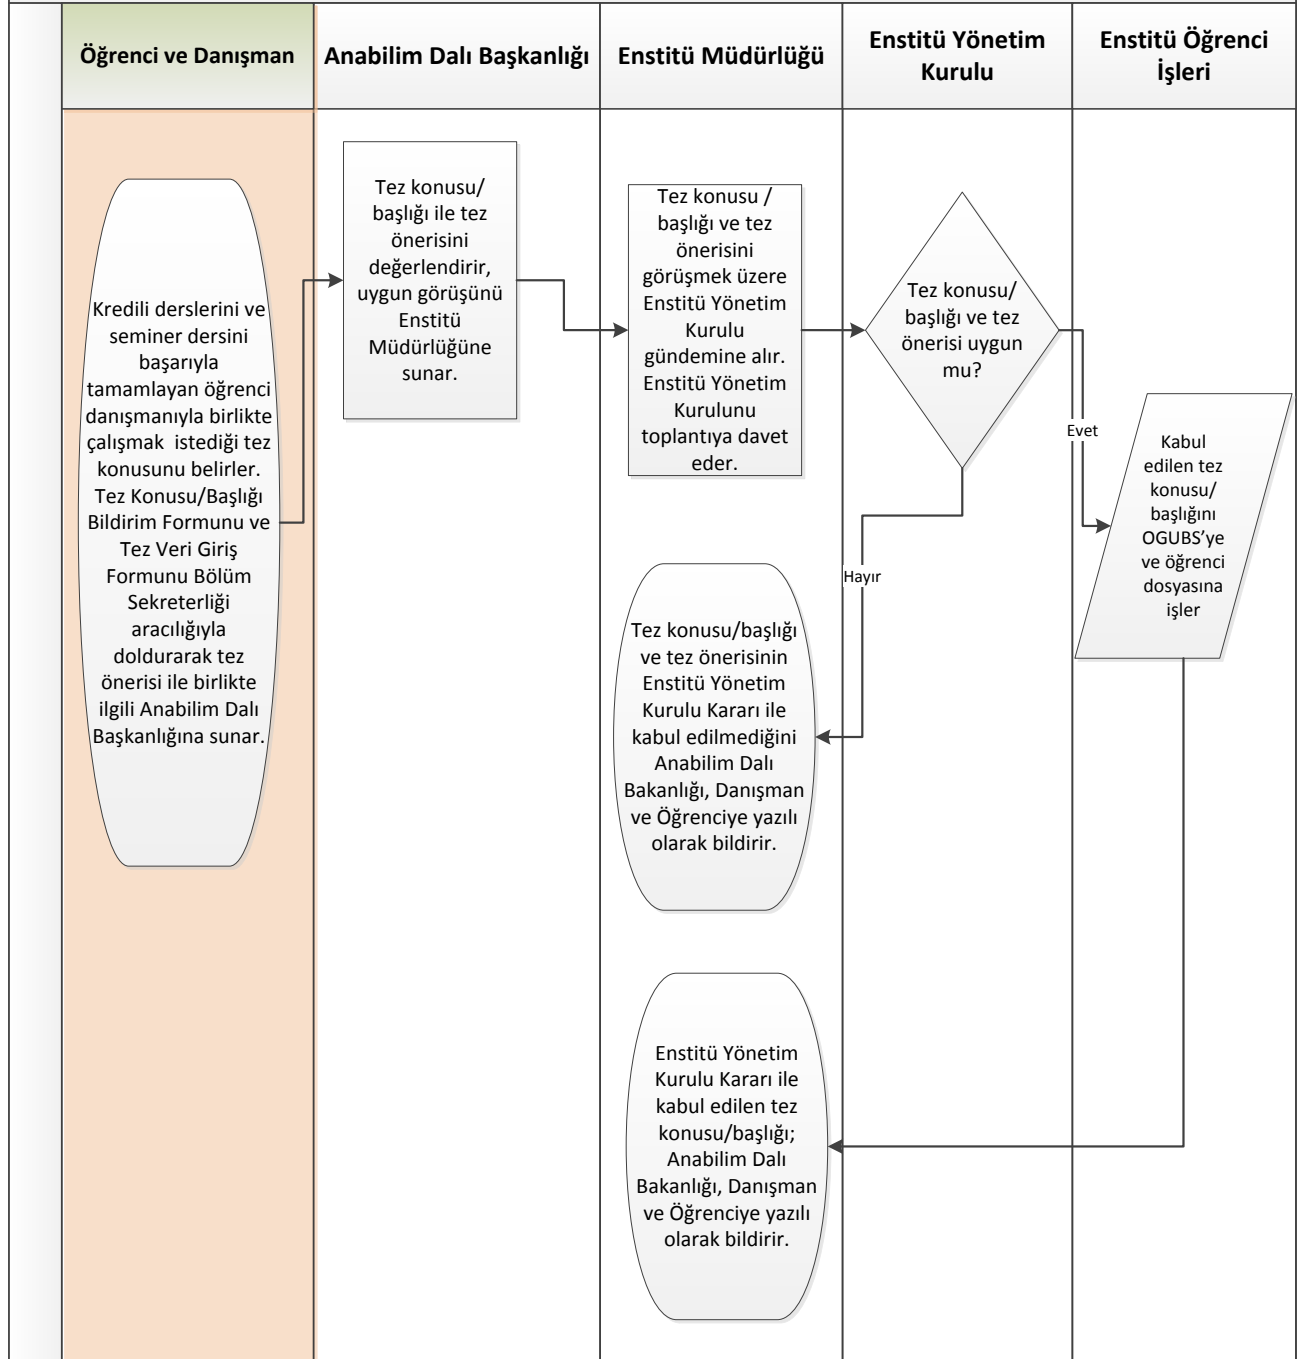 Öğrenci ve Danışman
Anabilim Dalı Başkanlığı
Enstitü Müdürlüğü
Enstitü Yönetim
Kurulu
Enstitü Öğrenci
İşleri
Kredili derslerini ve
seminer dersini
başarıyla
tamamlayan öğrenci
danışmanıyla birlikte
çalışmak istediği tez
konusunu belirler.
Tez Konusu/Başlığı
Bildirim Formunu ve
Tez Veri Giriş
Formunu Bölüm
Sekreterliği
aracılığıyla
doldurarak tez
önerisi ile birlikte
ilgili Anabilim Dalı
Başkanlığına sunar.
Tez konusu/
başlığı ile tez
önerisini
değerlendirir,
uygun görüşünü
Enstitü
Müdürlüğüne
sunar.
Tez konusu /
başlığı ve tez
önerisini
görüşmek üzere
Enstitü Yönetim
Kurulu
gündemine alır.
Enstitü Yönetim
Kurulunu
toplantıya davet
eder.
Tez konusu/
başlığı ve tez
önerisi uygun
mu?
Evet
Kabul
edilen tez
konusu/
başlığını
OGUBS’ye
ve öğrenci
dosyasına
işler
Hayır
Tez konusu/başlığı
ve tez önerisinin
Enstitü Yönetim
Kurulu Kararı ile
kabul edilmediğini
Anabilim Dalı
Bakanlığı, Danışman
ve Öğrenciye yazılı
olarak bildirir.
Enstitü Yönetim
Kurulu Kararı ile
kabul edilen tez
konusu/başlığı;
Anabilim Dalı
Bakanlığı, Danışman
ve Öğrenciye yazılı
olarak bildirir.